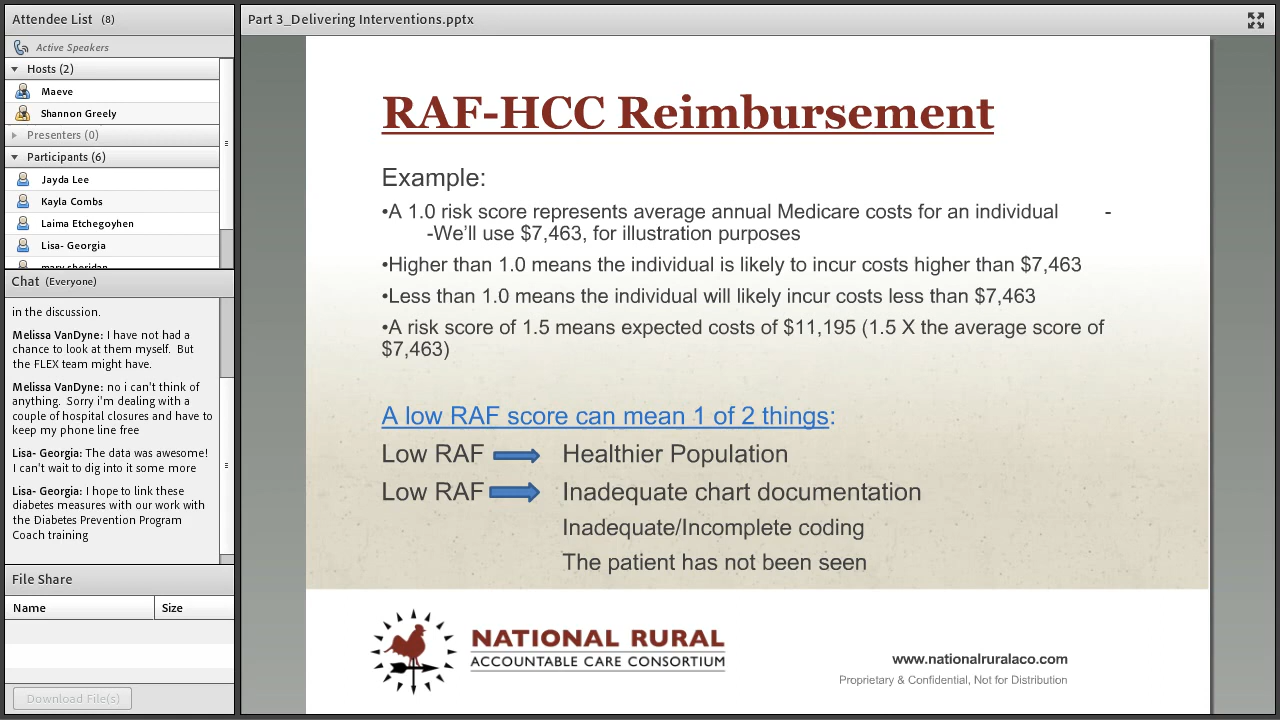 Attendee List (8)
Active Speakers
Hosts (2)
Maeve
Shannon Greely
Presenters (0)
Participants (6)
Jayda Lee
Kayla Combs
Laima Etchegoyhen
Lisa- Georgia
mary sheridan
Chat (Everyone)
in the discussion.
Melissa VanDyne: I have not had a
chance to look at them myself. But
the FLEX team might have.
Melissa VanDyne: no i can't think of
anything. Sorry i'm dealing with a
couple of hospital closures and have to
keep my phone line free
Lisa- Georgia: The data was awesome!
I can't wait to dig into it some more
Lisa- Georgia: I hope to link these
diabetes measures with our work with
the Diabetes Prevention Program
Coach training
File Share
Name Size
Download File(s)
Part 3_Delivering Interventions.pptx
RAF-HCC Reimbursement
Example:
•A 1.0 risk score represents average annual Medicare costs for an individual -
-We'll use $7,463, for illustration purposes
•Higher than 1.0 means the individual is likely to incur costs higher than $7,463
•Less than 1.0 means the individual will likely incur costs less than $7,463
•A risk score of 1.5 means expected costs of $11,195 (1.5 X the average score of
$7,463)
A low RAF score can mean 1 of 2 things:
Low RAF Healthier Population
Low RAF Inadequate chart documentation
Inadequate/Incomplete coding
The patient has not been seen
NATIONAL RURAL
ACCOUNTABLE CARE CONSORTIUM
www.nationalruralaco.com
Proprietary & Confidential, Not for Distribution